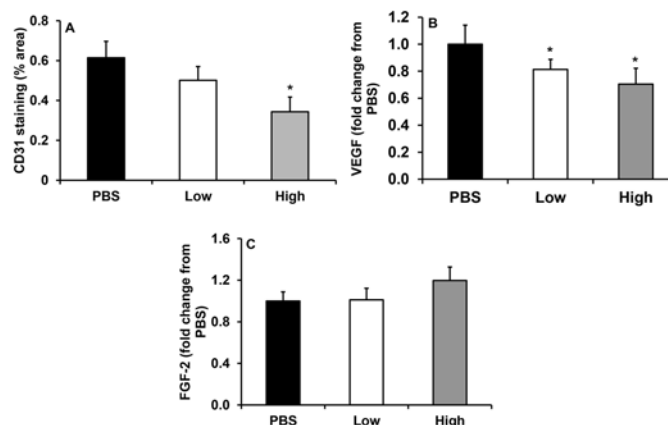 A
CD31 staining (% area)
0.8
0.6
0.4
0.2
0
*
PBS Low High
B
VEGF (fold change from
PBS)
1.2
1.0
0.8
0.6
0.4
0.2
0.0
*
*
PBS Low High
C
FGF-2 (fold change from
PBS)
1.6
1.2
0.8
0.4
0.0
PBS Low High